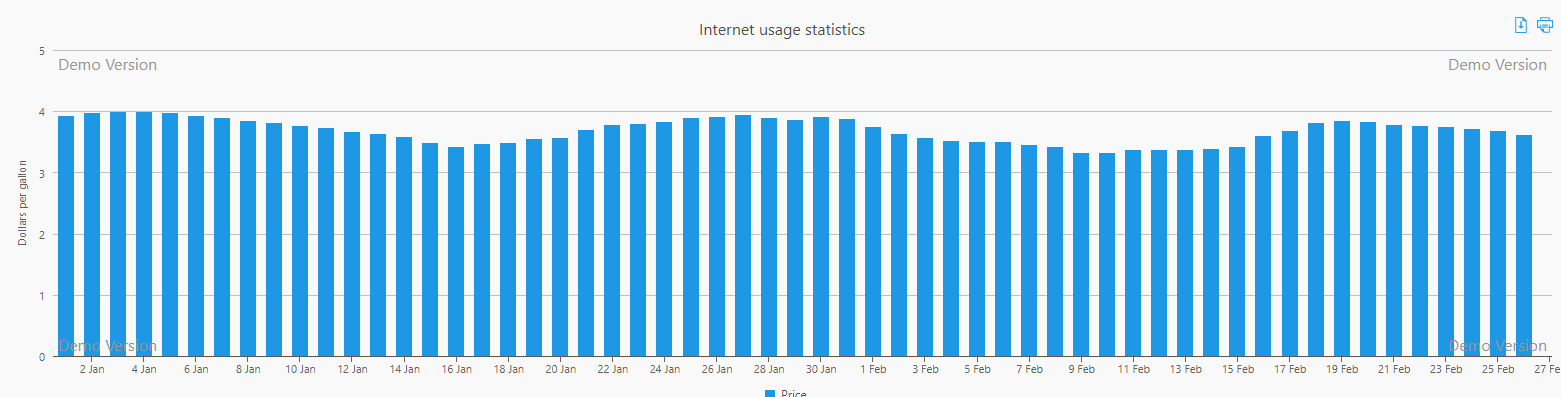 Internet usage statistics
5
Demo Version Demo Version
4
3
Dollars per gallon
2
1
Demo Version Demo Version
0
2 Jan 4 Jan 6 Jan 8 Jan 10 Jan 12 Jan 14 Jan 16 Jan 18 Jan 20 Jan 22 Jan 24 Jan 26 Jan 28 Jan 30 Jan 1 Feb 3 Feb 5 Feb 7 Feb 9 Feb 11 Feb 13 Feb 15 Feb 17 Feb 19 Feb 21 Feb 23 Feb 25 Feb 27 Fe
Price